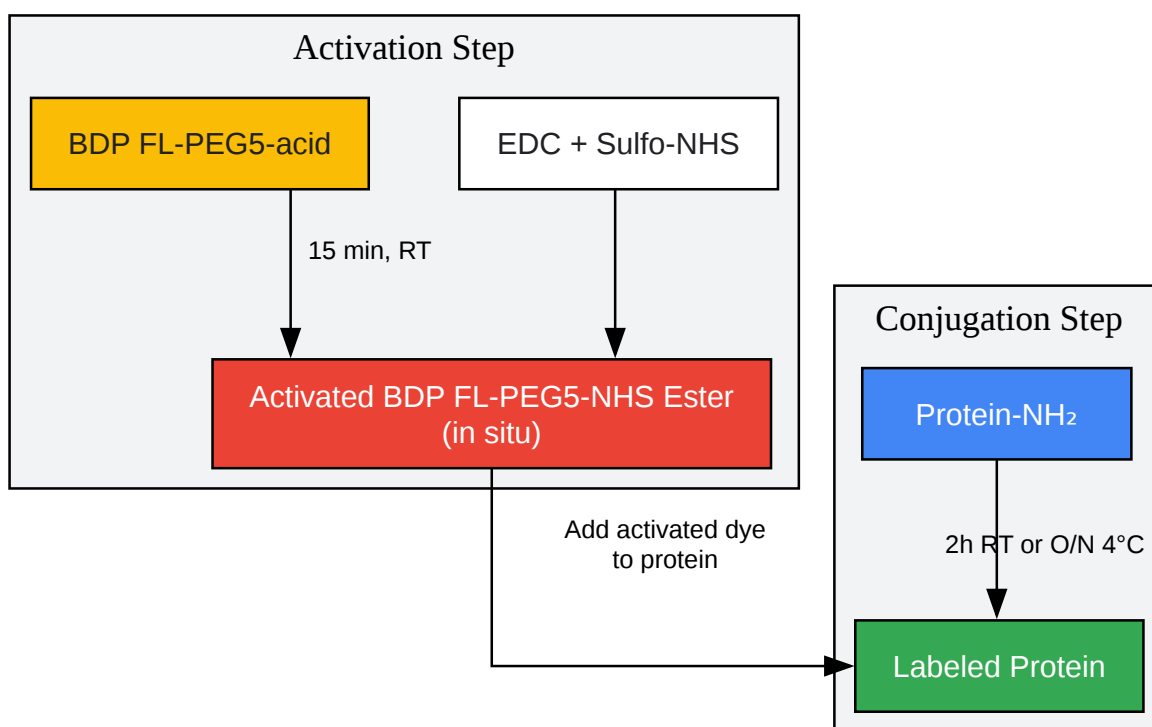 Activation Step
BDP FL-PEG5-acid
EDC + Sulfo-NHS
15 min, RT
Activated BDP FL-PEG5-NHS Ester
(in situ)
Add activated dye
to protein
Conjugation Step
Protein-NH₂
2h RT or O/N 4°C
Labeled Protein